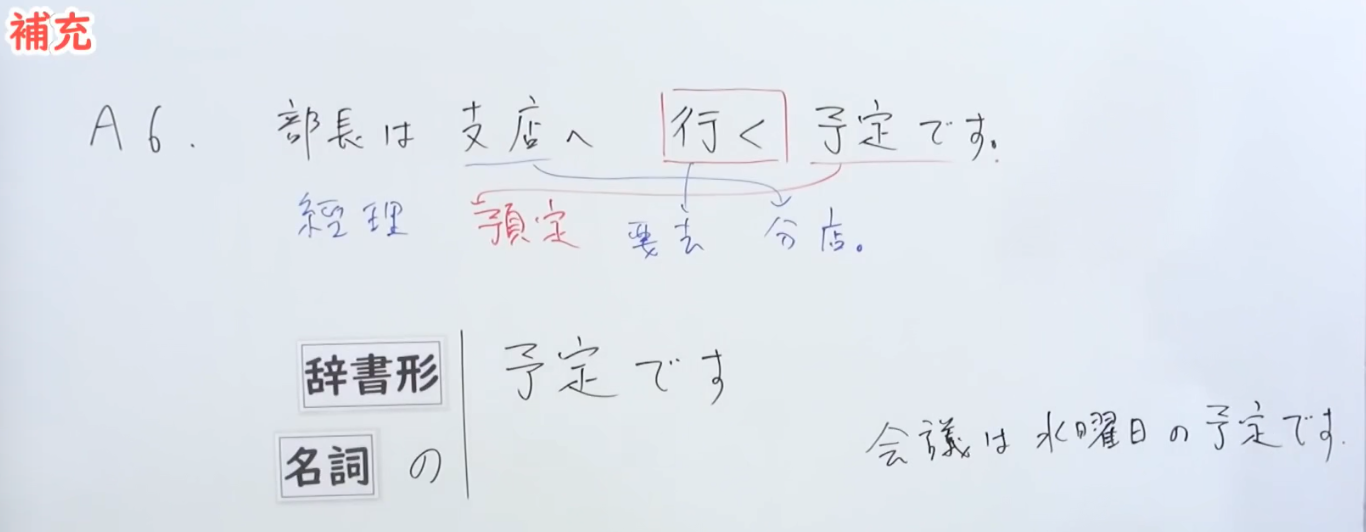 補充
A6. 部長は 支店へ 行く 予定です。
經理 預定 要去 分店。
辞書形 予定です
名詞 の
会議は 水曜日の予定です.